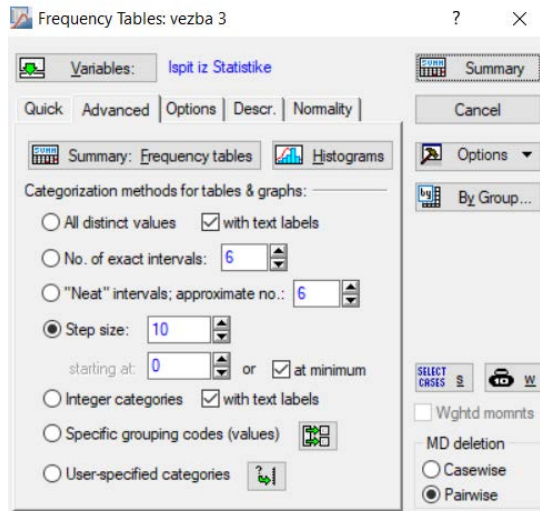 Frequency Tables: vezba 3 ? ×
Variables: Ispit iz Statistike
SUMM Summary
Quick Advanced Options Descr. Normality
Cancel
SUMM Summary: Frequency tables Histograms
Options
Categorization methods for tables & graphs:
By Group...
All distinct values with text labels
No. of exact intervals: 6
"Neat" intervals; approximate no.: 6
Step size: 10
starting at: 0 or at minimum
SELECT CASES S W
Integer categories with text labels
Wghtd momnts
Specific grouping codes (values)
MD deletion
Casewise
User-specified categories
Pairwise